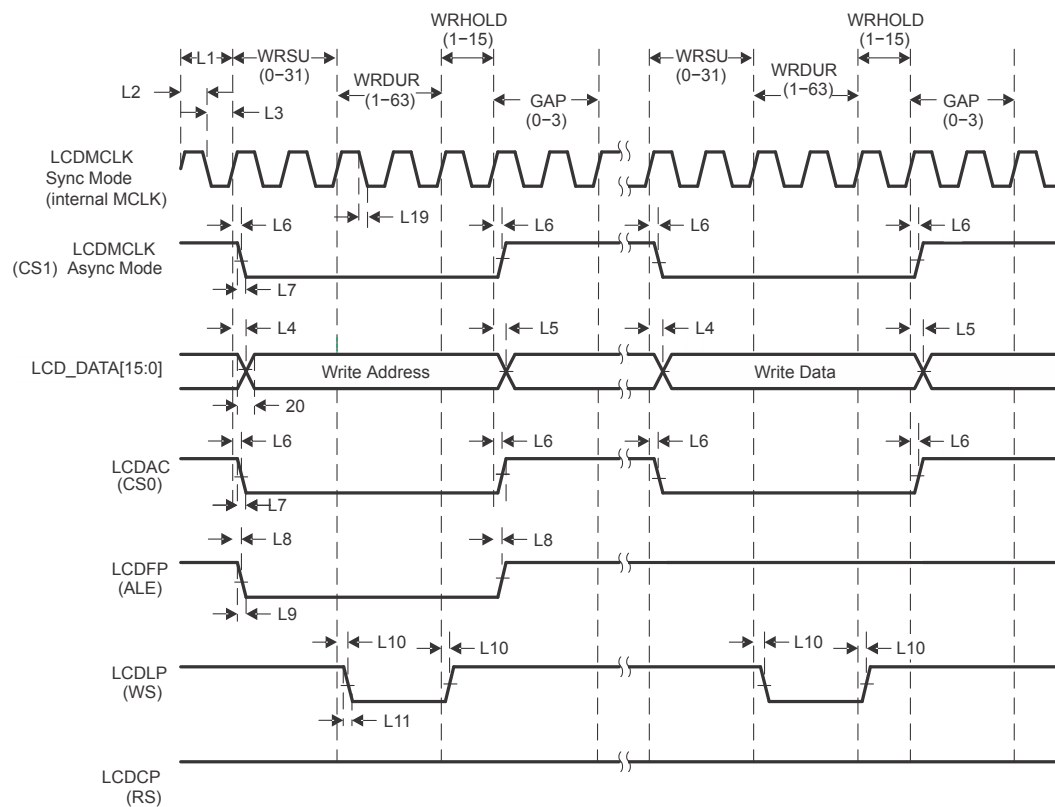 WRHOLD
(1−15)
WRHOLD
(1−15)
L1
WRSU
(0−31)
WRDUR
(1−63)
GAP
(0−3)
WRSU
(0−31)
WRDUR
(1−63)
GAP
(0−3)
L2
L3
LCDMCLK
Sync Mode
(internal MCLK)
L19
LCDMCLK
(CS1) Async Mode
L6
L6
L6
L6
L7
LCD_DATA[15:0]
L4
L5
L4
L5
Write Address
Write Data
20
LCDAC
(CS0)
L6
L6
L6
L6
L7
LCDFP
(ALE)
L8
L8
L9
LCDLP
(WS)
L10
L10
L10
L10
L11
LCDCP
(RS)